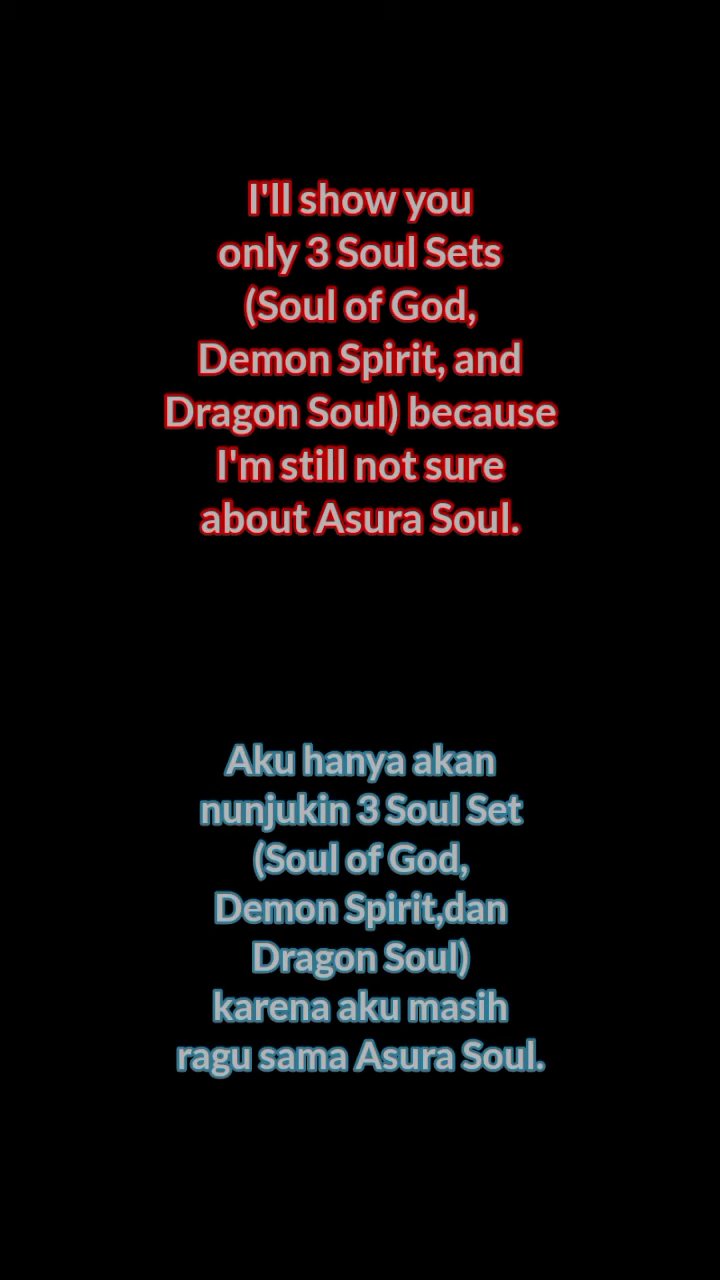 I'll show you
only 3 Soul Sets
(Soul of God,
Demon Spirit, and
Dragon Soul) because
I'm still not sure
about Asura Soul.
Aku hanya akan
nunjukin 3 Soul Set
(Soul of God,
Demon Spirit,dan
Dragon Soul)
karena aku masih
ragu sama Asura Soul.